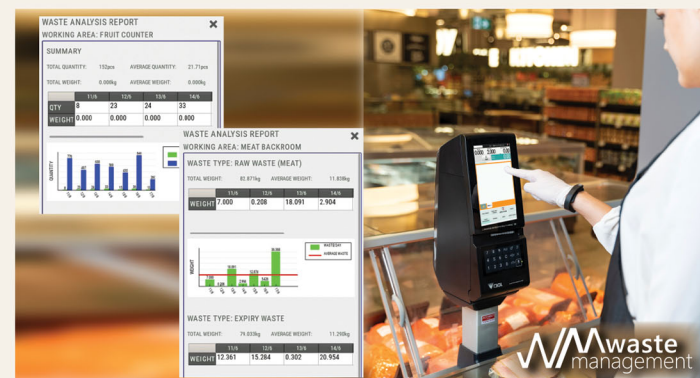 WASTE ANALYSIS REPORT
WORKING AREA: FRUIT COUNTER
SUMMARY
TOTAL QUANTITY: 152pcs AVERAGE QUANTITY: 21.71pcs
TOTAL WEIGHT: 0.000kg AVERAGE WEIGHT: 0.000kg
11/6 12/6 13/6 14/6
QTY 8 23 24 33
WEIGHT 0.000 0.000 0.000 0.800
QUANTITY
WASTE ANALYSIS REPORT
WORKING AREA: MEAT BACKROOM
WASTE TYPE: RAW WASTE (MEAT)
TOTAL WEIGHT: 82.871kg AVERAGE WEIGHT: 11.838kg
11/6 12/6 13/6 14/6
WEIGHT 7.000 0.208 18.091 2.904
WEIGHT
WASTE/DAY
AVERAGE WASTE
WASTE TYPE: EXPIRY WASTE
TOTAL WEIGHT: 79.033kg AVERAGE WEIGHT: 11.290kg
11/6 12/6 13/6 14/6
WEIGHT 12.361 15.284 0.302 20.954
WM waste
management